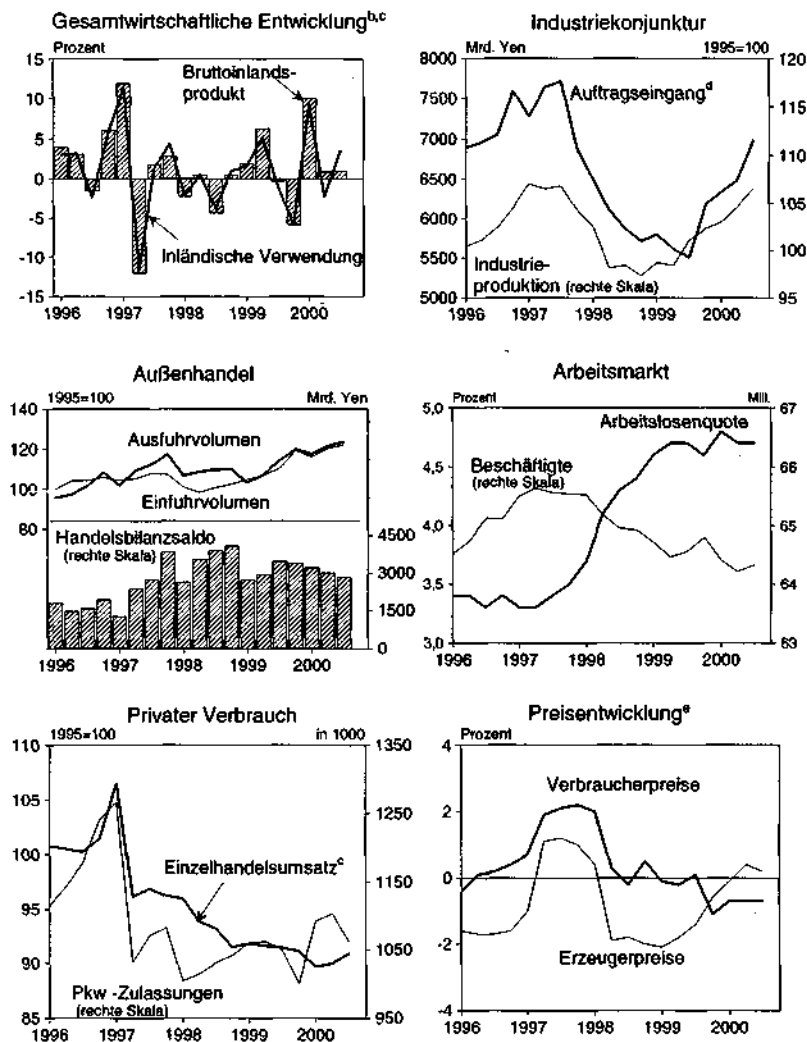 Gesamtwirtschaftliche Entwicklungb,c
Prozent
15
10
5
0
-5
-10
-15
Bruttoinlands-
produkt
Inländische Verwendung
1996 1997 1998 1999 2000
Industriekonjunktur
Mrd. Yen 1995=100
8000
7500
7000
6500
6000
5500
5000
120
115
110
105
100
95
Auftragseingangd
Industrie-
produktion (rechte Skala)
1996 1997 1998 1999 2000
Außenhandel
1995=100 Mrd. Yen
140
120
100
80
4500
3000
1500
0
Ausfuhrvolumen
Einfuhrvolumen
Handelsbilanzsaldo
(rechte Skala)
1996 1997 1998 1999 2000
Arbeitsmarkt
Prozent Mill.
5,0
4,5
4,0
3,5
3,0
67
66
65
64
63
Arbeitslosenquote
Beschäftigte
(rechte Skala)
1996 1997 1998 1999 2000
Privater Verbrauch
1995=100 in 1000
110
105
100
95
90
85
1350
1250
1150
1050
950
Einzelhandelsumsatzc
Pkw -Zulassungen
(rechte Skala)
1996 1997 1998 1999 2000
Preisentwicklunge
Prozent
4
2
0
-2
-4
Verbraucherpreise
Erzeugerpreise
1996 1997 1998 1999 2000